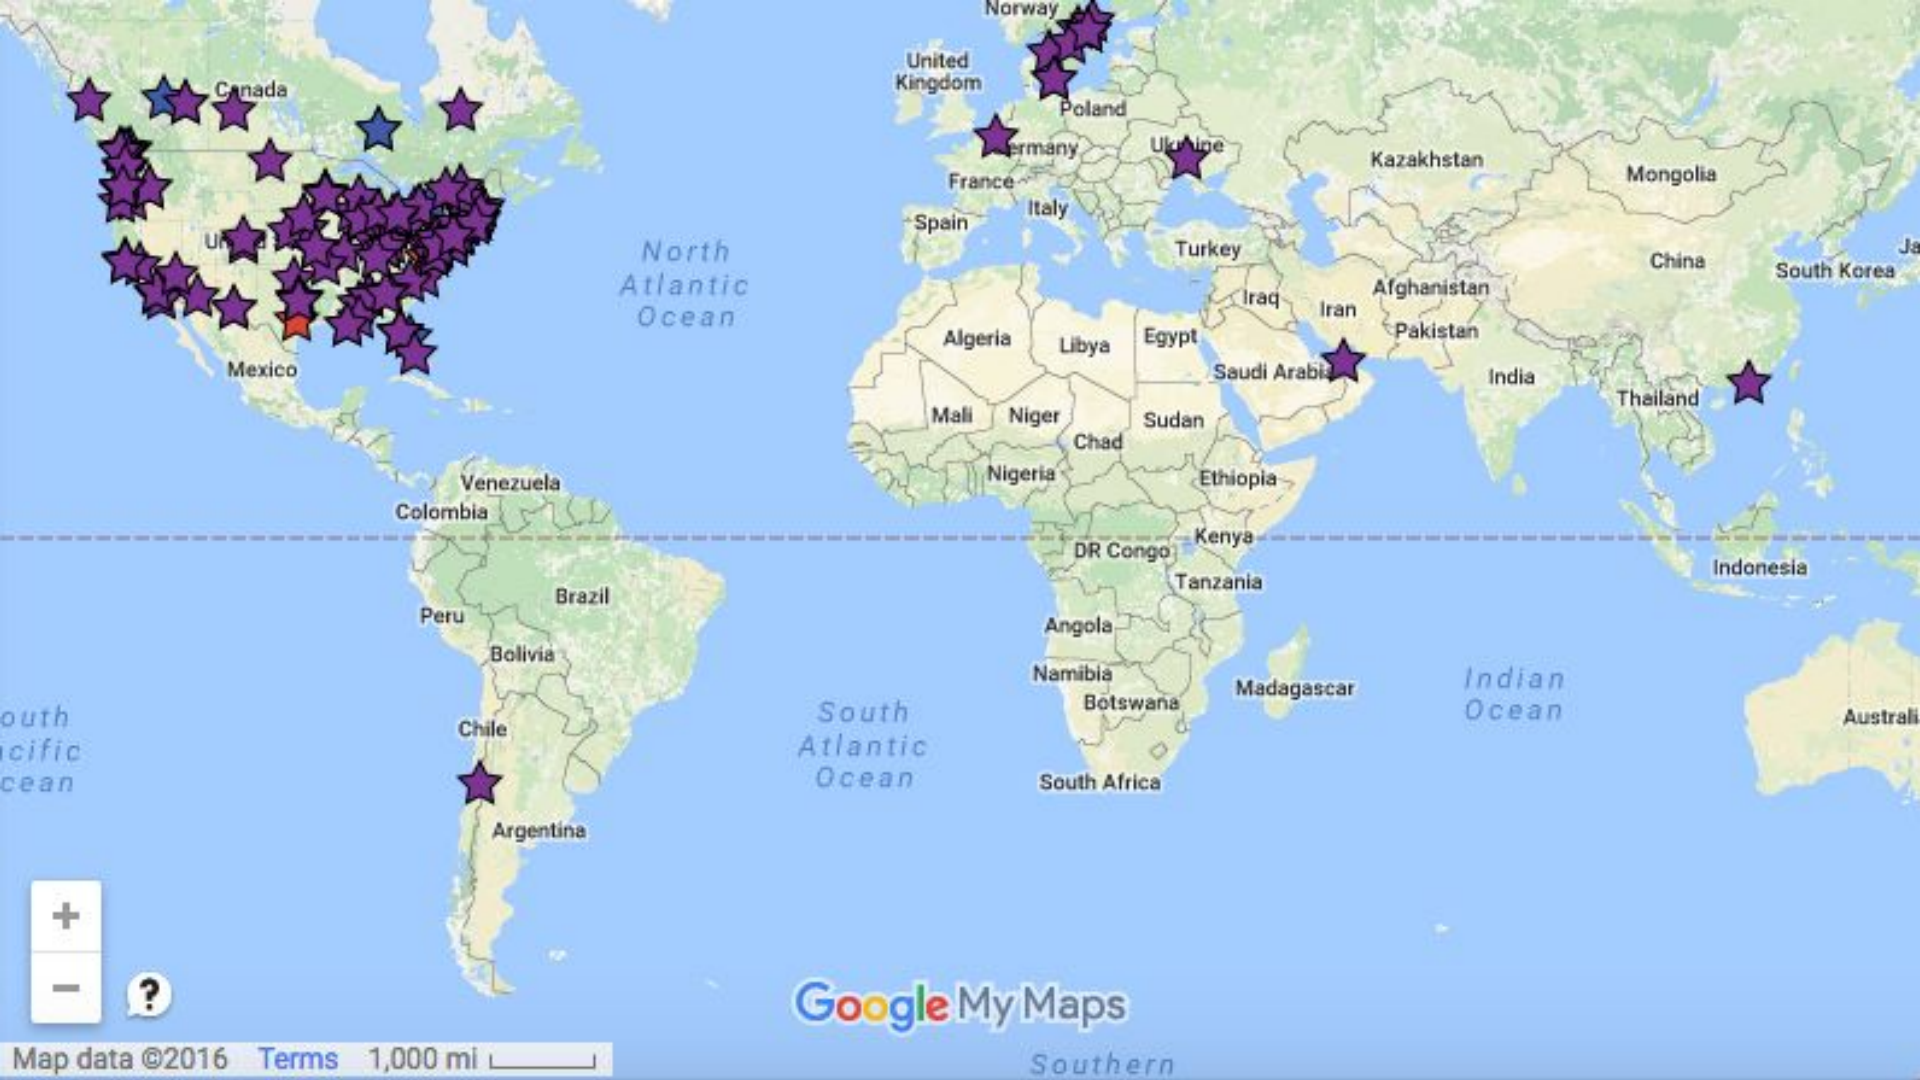 Norway
United
Kingdom
Canada
Poland
ermany
Ukraine
Kazakhstan
Mongolia
France
Italy
Spain
Turkey
North
Atlantic
Ocean
China
South Korea
Ja
Afghanistan
Iraq
Iran
Pakistan
Algeria
Libya
Egypt
Saudi Arabia
India
Thailand
Mexico
Mali
Niger
Chad
Sudan
Nigeria
Ethiopia
Venezuela
Colombia
Kenya
DR Congo
Indonesia
Tanzania
Brazil
Peru
Angola
Bolivia
Namibia
Botswana
Madagascar
Indian
Ocean
South
Atlantic
Ocean
outh
acific
cean
Chile
Australi
South Africa
Argentina
+
−
?
Google My Maps
Map data ©2016 Terms 1,000 mi
Southern